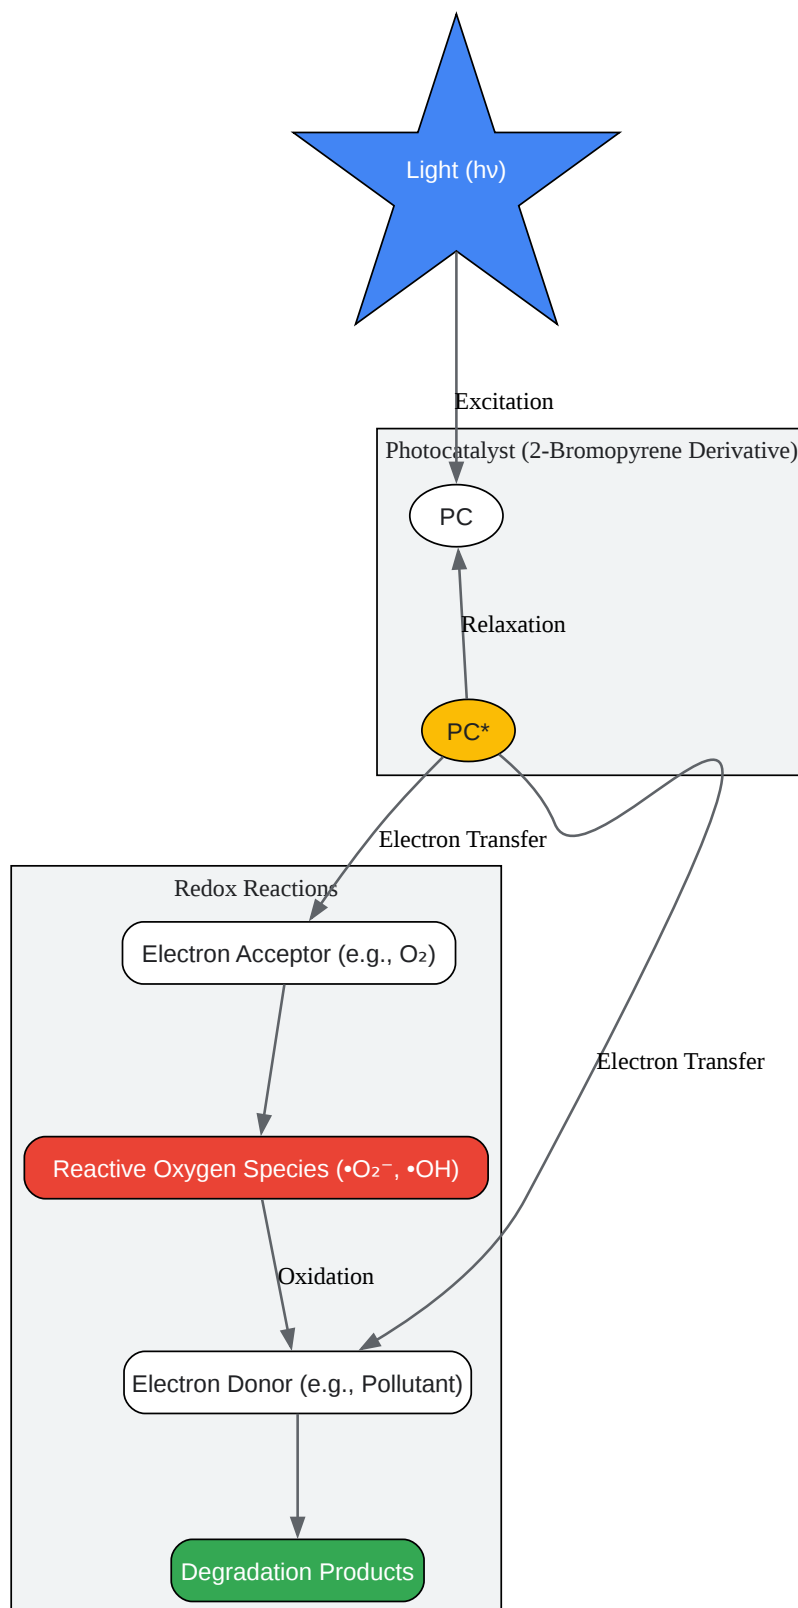 Light (hν)
Excitation
Photocatalyst (2-Bromopyrene Derivative)
PC
Relaxation
PC*
Electron Transfer
Redox Reactions
Electron Acceptor (e.g., O₂)
Electron Transfer
Reactive Oxygen Species (•O₂⁻, •OH)
Oxidation
Electron Donor (e.g., Pollutant)
Degradation Products